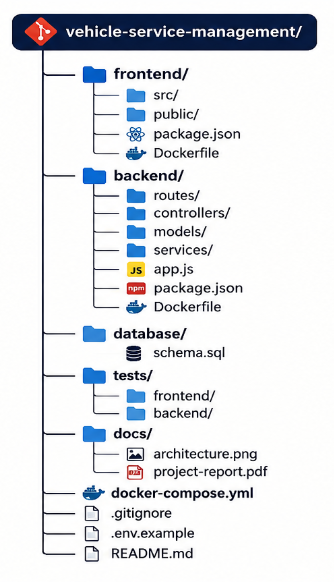 vehicle-service-management/
frontend/
src/
public/
package.json
Dockerfile
backend/
routes/
controllers/
models/
services/
JS app.js
npm package.json
Dockerfile
database/
schema.sql
tests/
frontend/
backend/
docs/
architecture.png
project-report.pdf
docker-compose.yml
.gitignore
.env.example
README.md